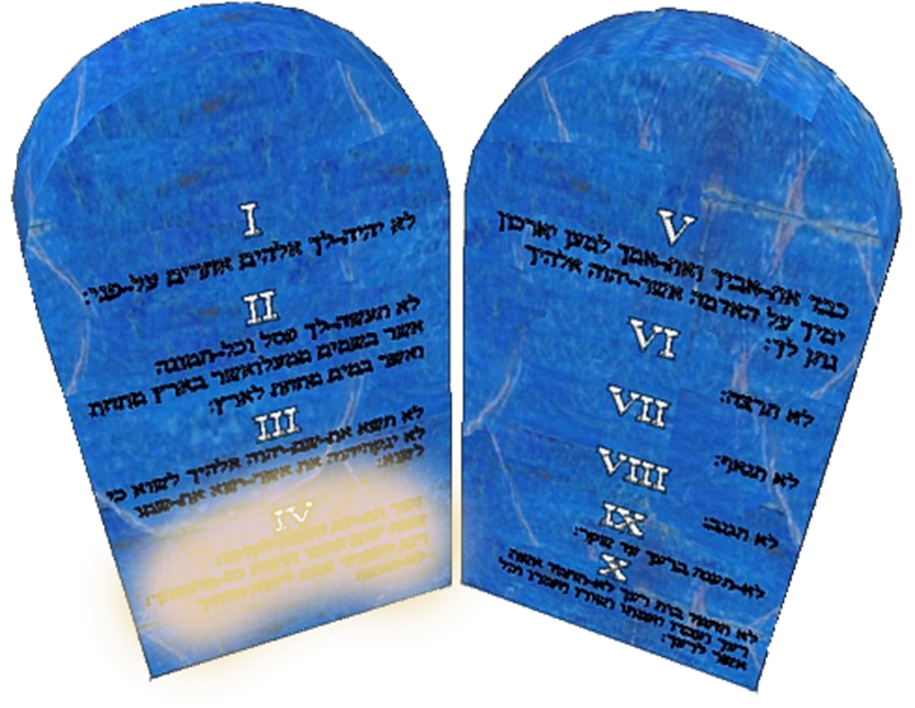 I
לא יהיה-לך אלהים אחרים על-פני:
II
לא תעשה-לך פסל וכל-תמונה
אשר בשמים ממעלואשר בארץ מתחת
ואשר במים מתחת לארץ:
III
לא תשא את-שם-יהוה אלהיך לשוא כי
לא ינקהיהוה את אשר-ישא את-שמו
לשוא:
IV
V
כבד את-אביך ואת-אמך למען יארכון
ימיך על האדמה אשר-יהוה אלהיך
נתן לך:
VI
לא תרצח:
VII
לא תנאף:
VIII
לא תגנב:
IX
לא-תענה ברעך עד שקר:
X
לא תחמד בית רעך לא-תחמד אשת
רעך ועבדו ואמתו ושורו וחמרו וכל
אשר לרעך: